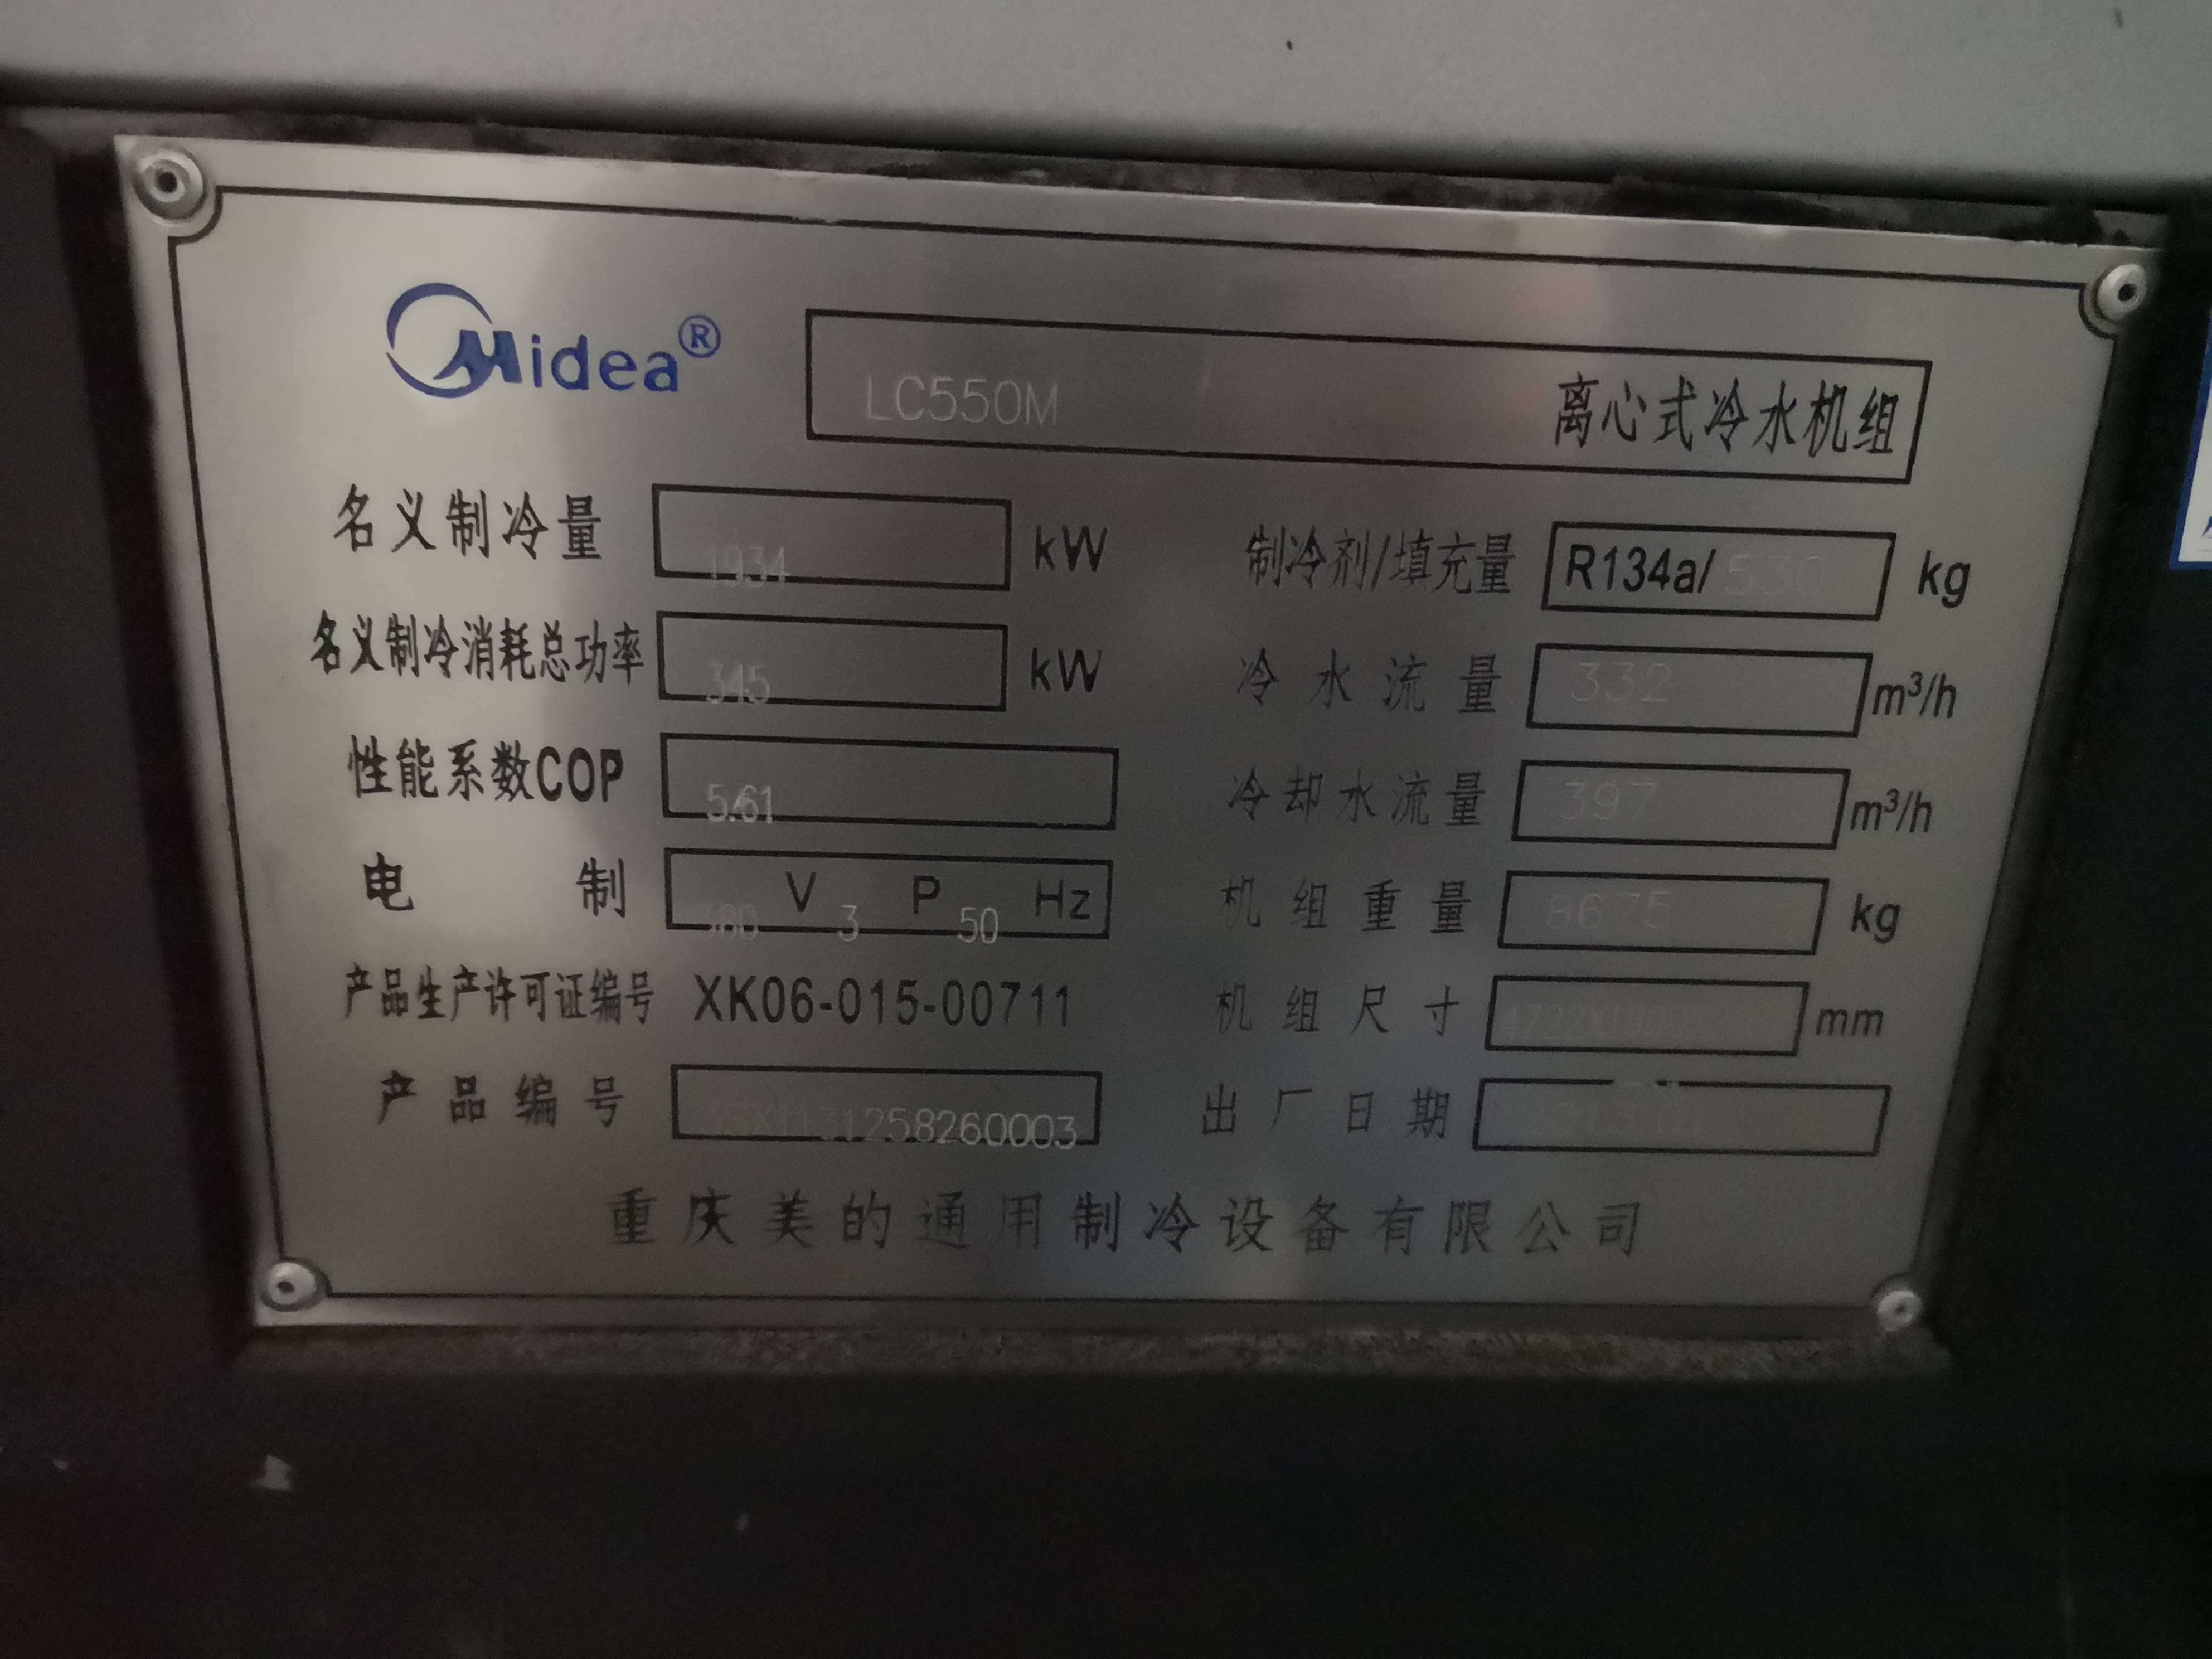 Midea®
LC550M 离心式冷水机组
名义制冷量 1934 kW
制冷剂/填充量 R134a/ 530 kg
名义制冷消耗总功率 345 kW
冷水流量 332 m³/h
性能系数COP 5.61
冷却水流量 397 m³/h
电制 380 V 3 P 50 Hz
机组重量 8675 kg
产品生产许可证编号 XK06-015-00711
机组尺寸 mm
产品编号
出厂日期
重庆美的通用制冷设备有限公司